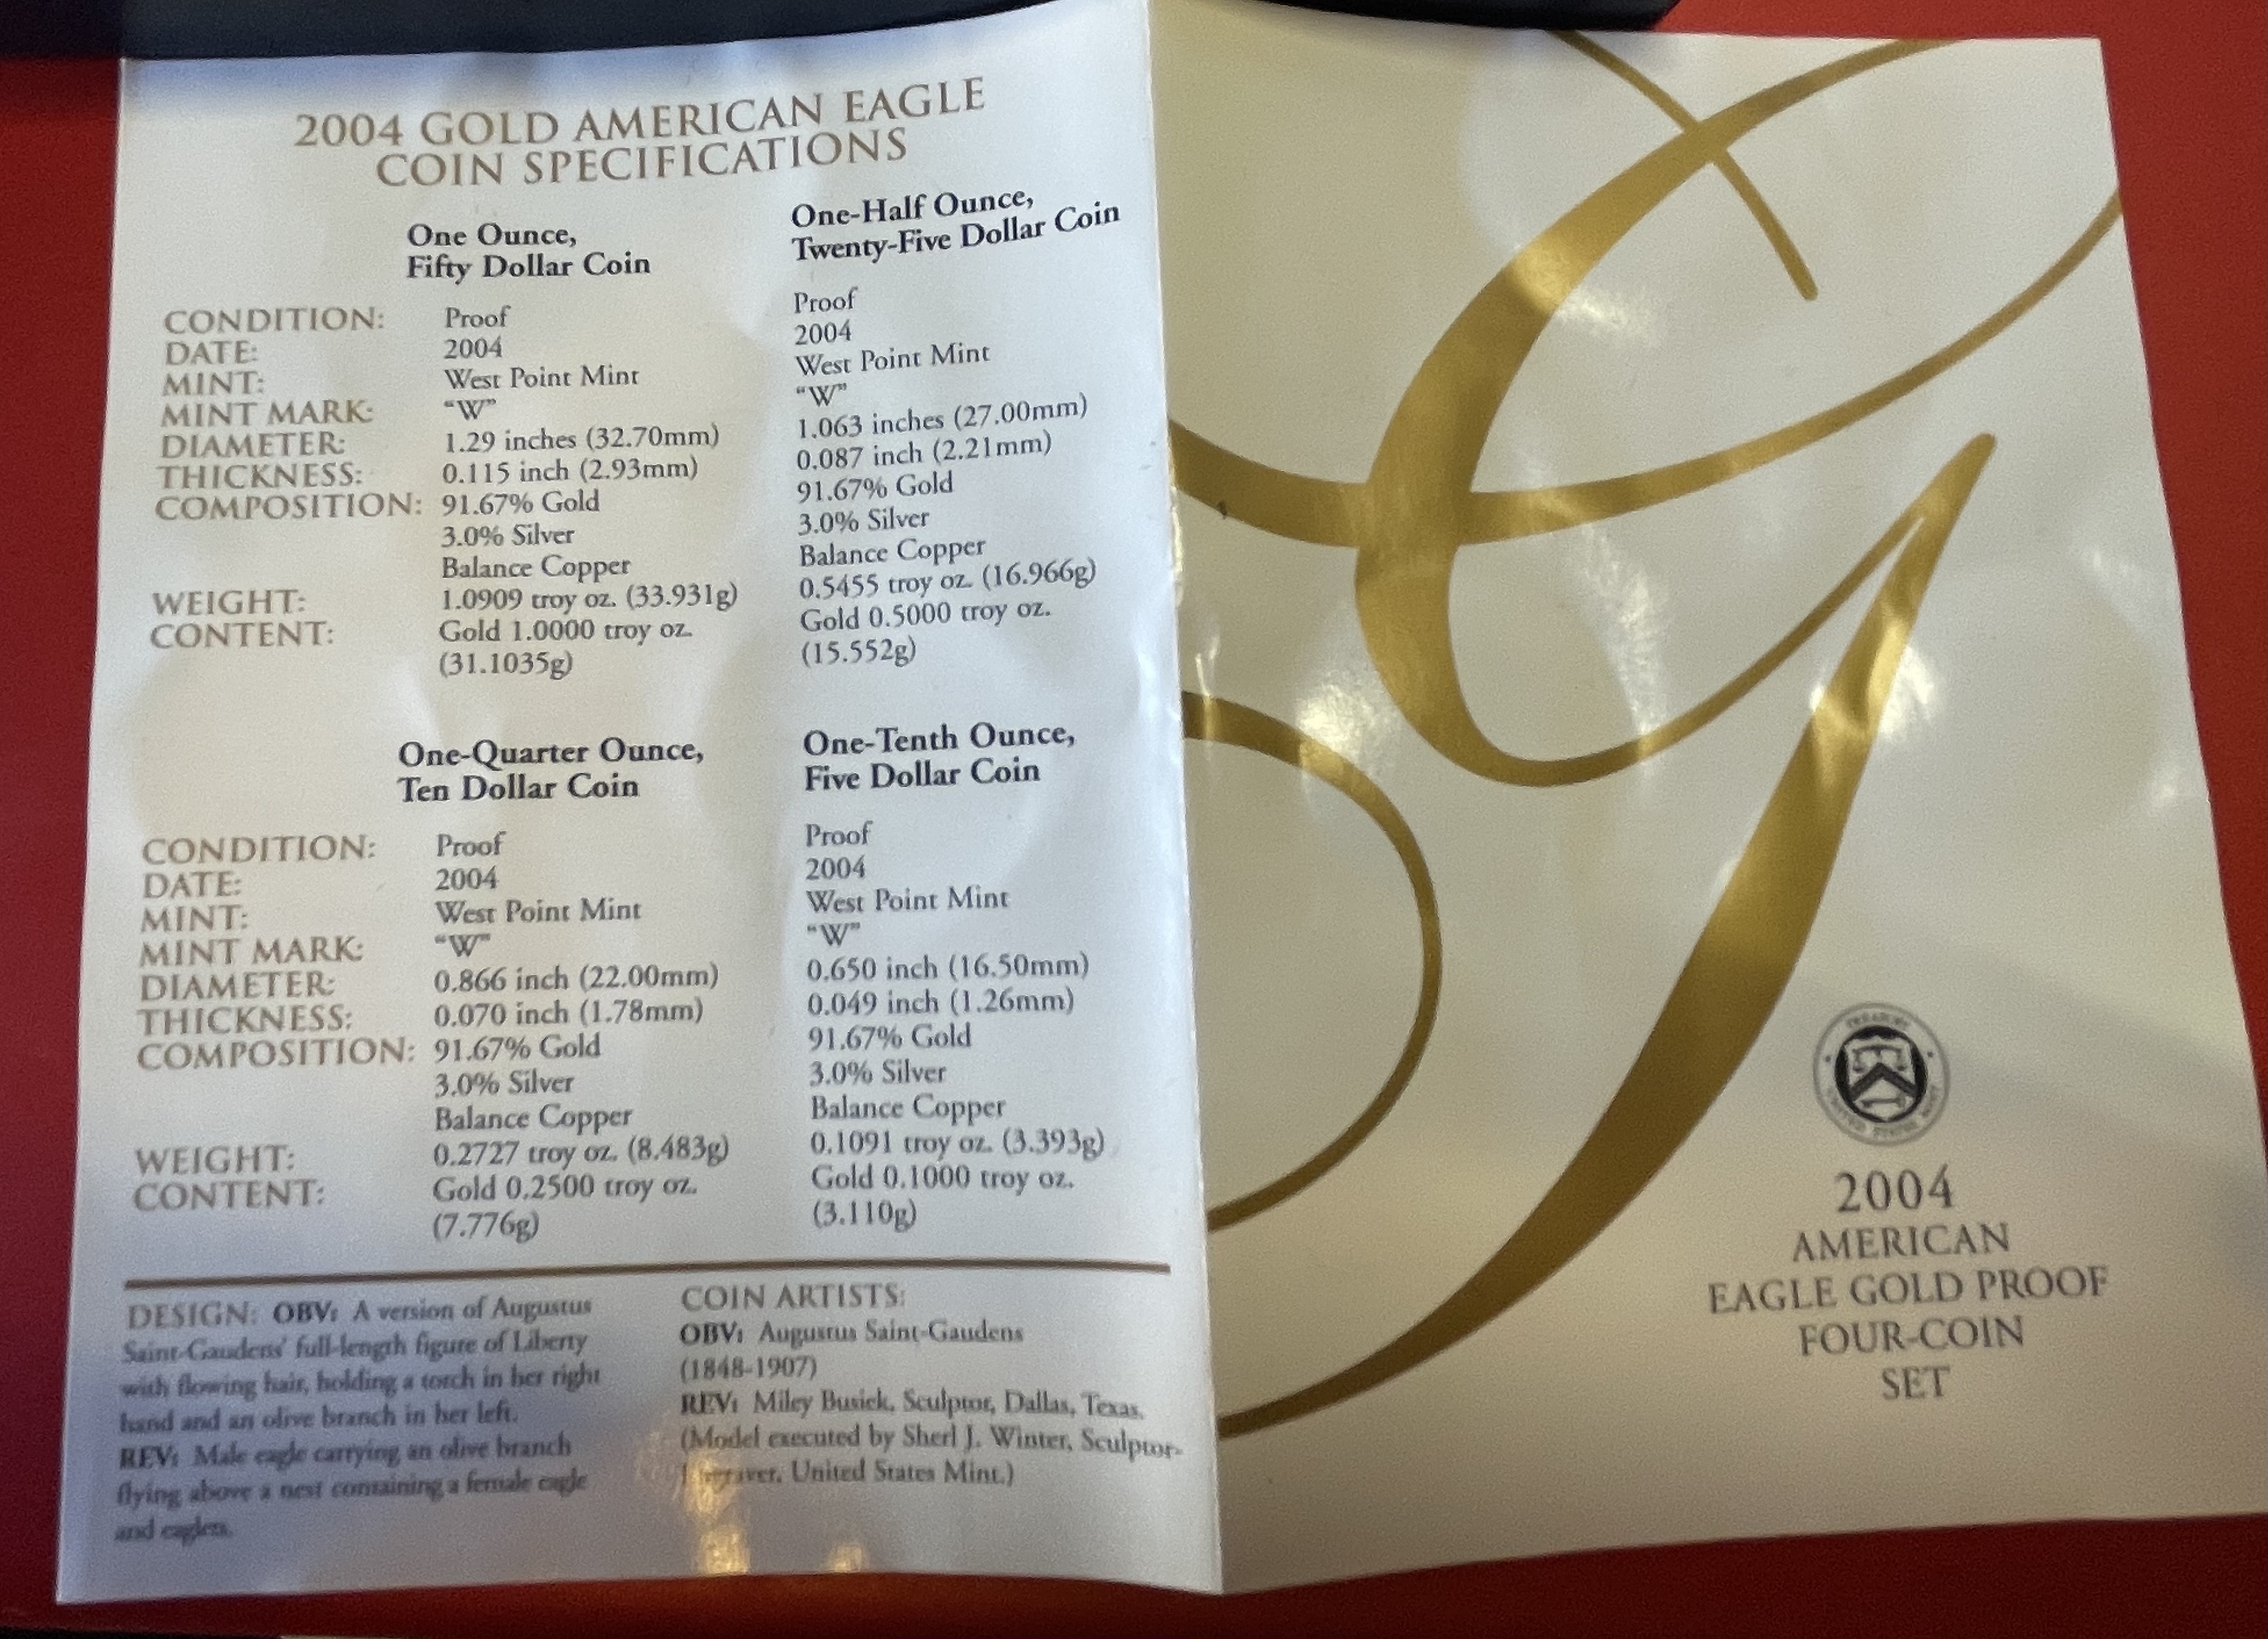 2004 GOLD AMERICAN EAGLE
COIN SPECIFICATIONS
One Ounce,
Fifty Dollar Coin
One-Half Ounce,
Twenty-Five Dollar Coin
CONDITION: Proof Proof
DATE: 2004 2004
MINT: West Point Mint West Point Mint
MINT MARK: "W" "W"
DIAMETER: 1.29 inches (32.70mm) 1.063 inches (27.00mm)
THICKNESS: 0.115 inch (2.93mm) 0.087 inch (2.21mm)
COMPOSITION: 91.67% Gold 91.67% Gold
3.0% Silver 3.0% Silver
Balance Copper Balance Copper
WEIGHT: 1.0909 troy oz. (33.931g) 0.5455 troy oz. (16.966g)
CONTENT: Gold 1.0000 troy oz. Gold 0.5000 troy oz.
(31.1035g) (15.552g)
One-Quarter Ounce,
Ten Dollar Coin
One-Tenth Ounce,
Five Dollar Coin
CONDITION: Proof Proof
DATE: 2004 2004
MINT: West Point Mint West Point Mint
MINT MARK: "W" "W"
DIAMETER: 0.866 inch (22.00mm) 0.650 inch (16.50mm)
THICKNESS: 0.070 inch (1.78mm) 0.049 inch (1.26mm)
COMPOSITION: 91.67% Gold 91.67% Gold
3.0% Silver 3.0% Silver
Balance Copper Balance Copper
WEIGHT: 0.2727 troy oz. (8.483g) 0.1091 troy oz. (3.393g)
CONTENT: Gold 0.2500 troy oz. Gold 0.1000 troy oz.
(7.776g) (3.110g)
DESIGN: OBV: A version of Augustus
Saint-Gaudens' full-length figure of Liberty
with flowing hair, holding a torch in her right
hand and an olive branch in her left.
REV: Male eagle carrying an olive branch
flying above a nest containing a female eagle
and eaglets.
COIN ARTISTS:
OBV: Augustus Saint-Gaudens
(1848-1907)
REV: Miley Busiek, Sculptor, Dallas, Texas.
(Model executed by Sherl J. Winter, Sculptor-
Engraver, United States Mint.)
2004
AMERICAN
EAGLE GOLD PROOF
FOUR-COIN
SET